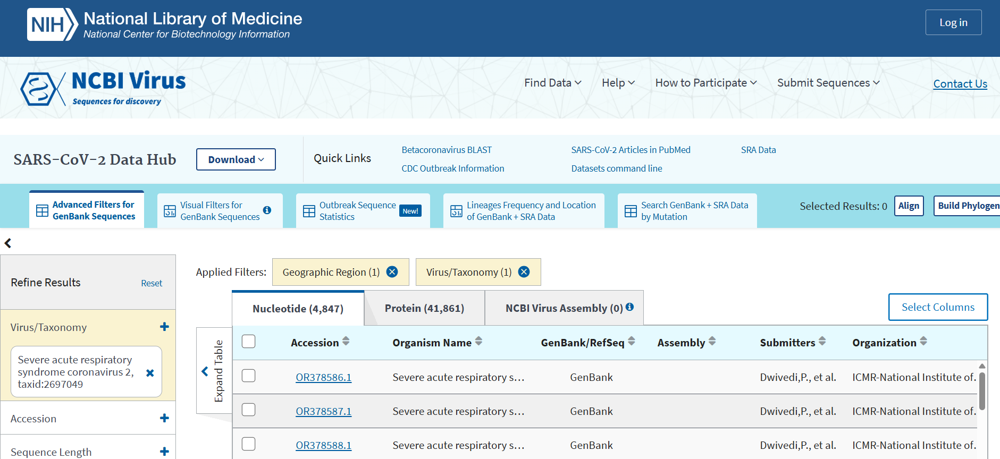 NIH National Library of Medicine
National Center for Biotechnology Information
Log in
NCBI Virus
Sequences for discovery
Find Data
Help
How to Participate
Submit Sequences
Contact Us
SARS-CoV-2 Data Hub
Download
Quick Links
Betacoronavirus BLAST
SARS-CoV-2 Articles in PubMed
SRA Data
CDC Outbreak Information
Datasets command line
Advanced Filters for
GenBank Sequences
Visual Filters for
GenBank Sequences
Outbreak Sequence
Statistics
New!
Lineages Frequency and Location
of GenBank + SRA Data
Search GenBank + SRA Data
by Mutation
Selected Results: 0
Align
Build Phylogen
Refine Results
Reset
Virus/Taxonomy
Severe acute respiratory
syndrome coronavirus 2,
taxid:2697049
Accession
Sequence Length
Applied Filters:
Geographic Region (1)
Virus/Taxonomy (1)
Nucleotide (4,847)
Protein (41,861)
NCBI Virus Assembly (0)
Select Columns
Expand Table
Accession Organism Name GenBank/RefSeq Assembly Submitters Organization
OR378586.1 Severe acute respiratory s... GenBank Dwivedi,P., et al. ICMR-National Institute of.
OR378587.1 Severe acute respiratory s... GenBank Dwivedi,P., et al. ICMR-National Institute of.
OR378588.1 Severe acute respiratory s... GenBank Dwivedi,P., et al. ICMR-National Institute of.